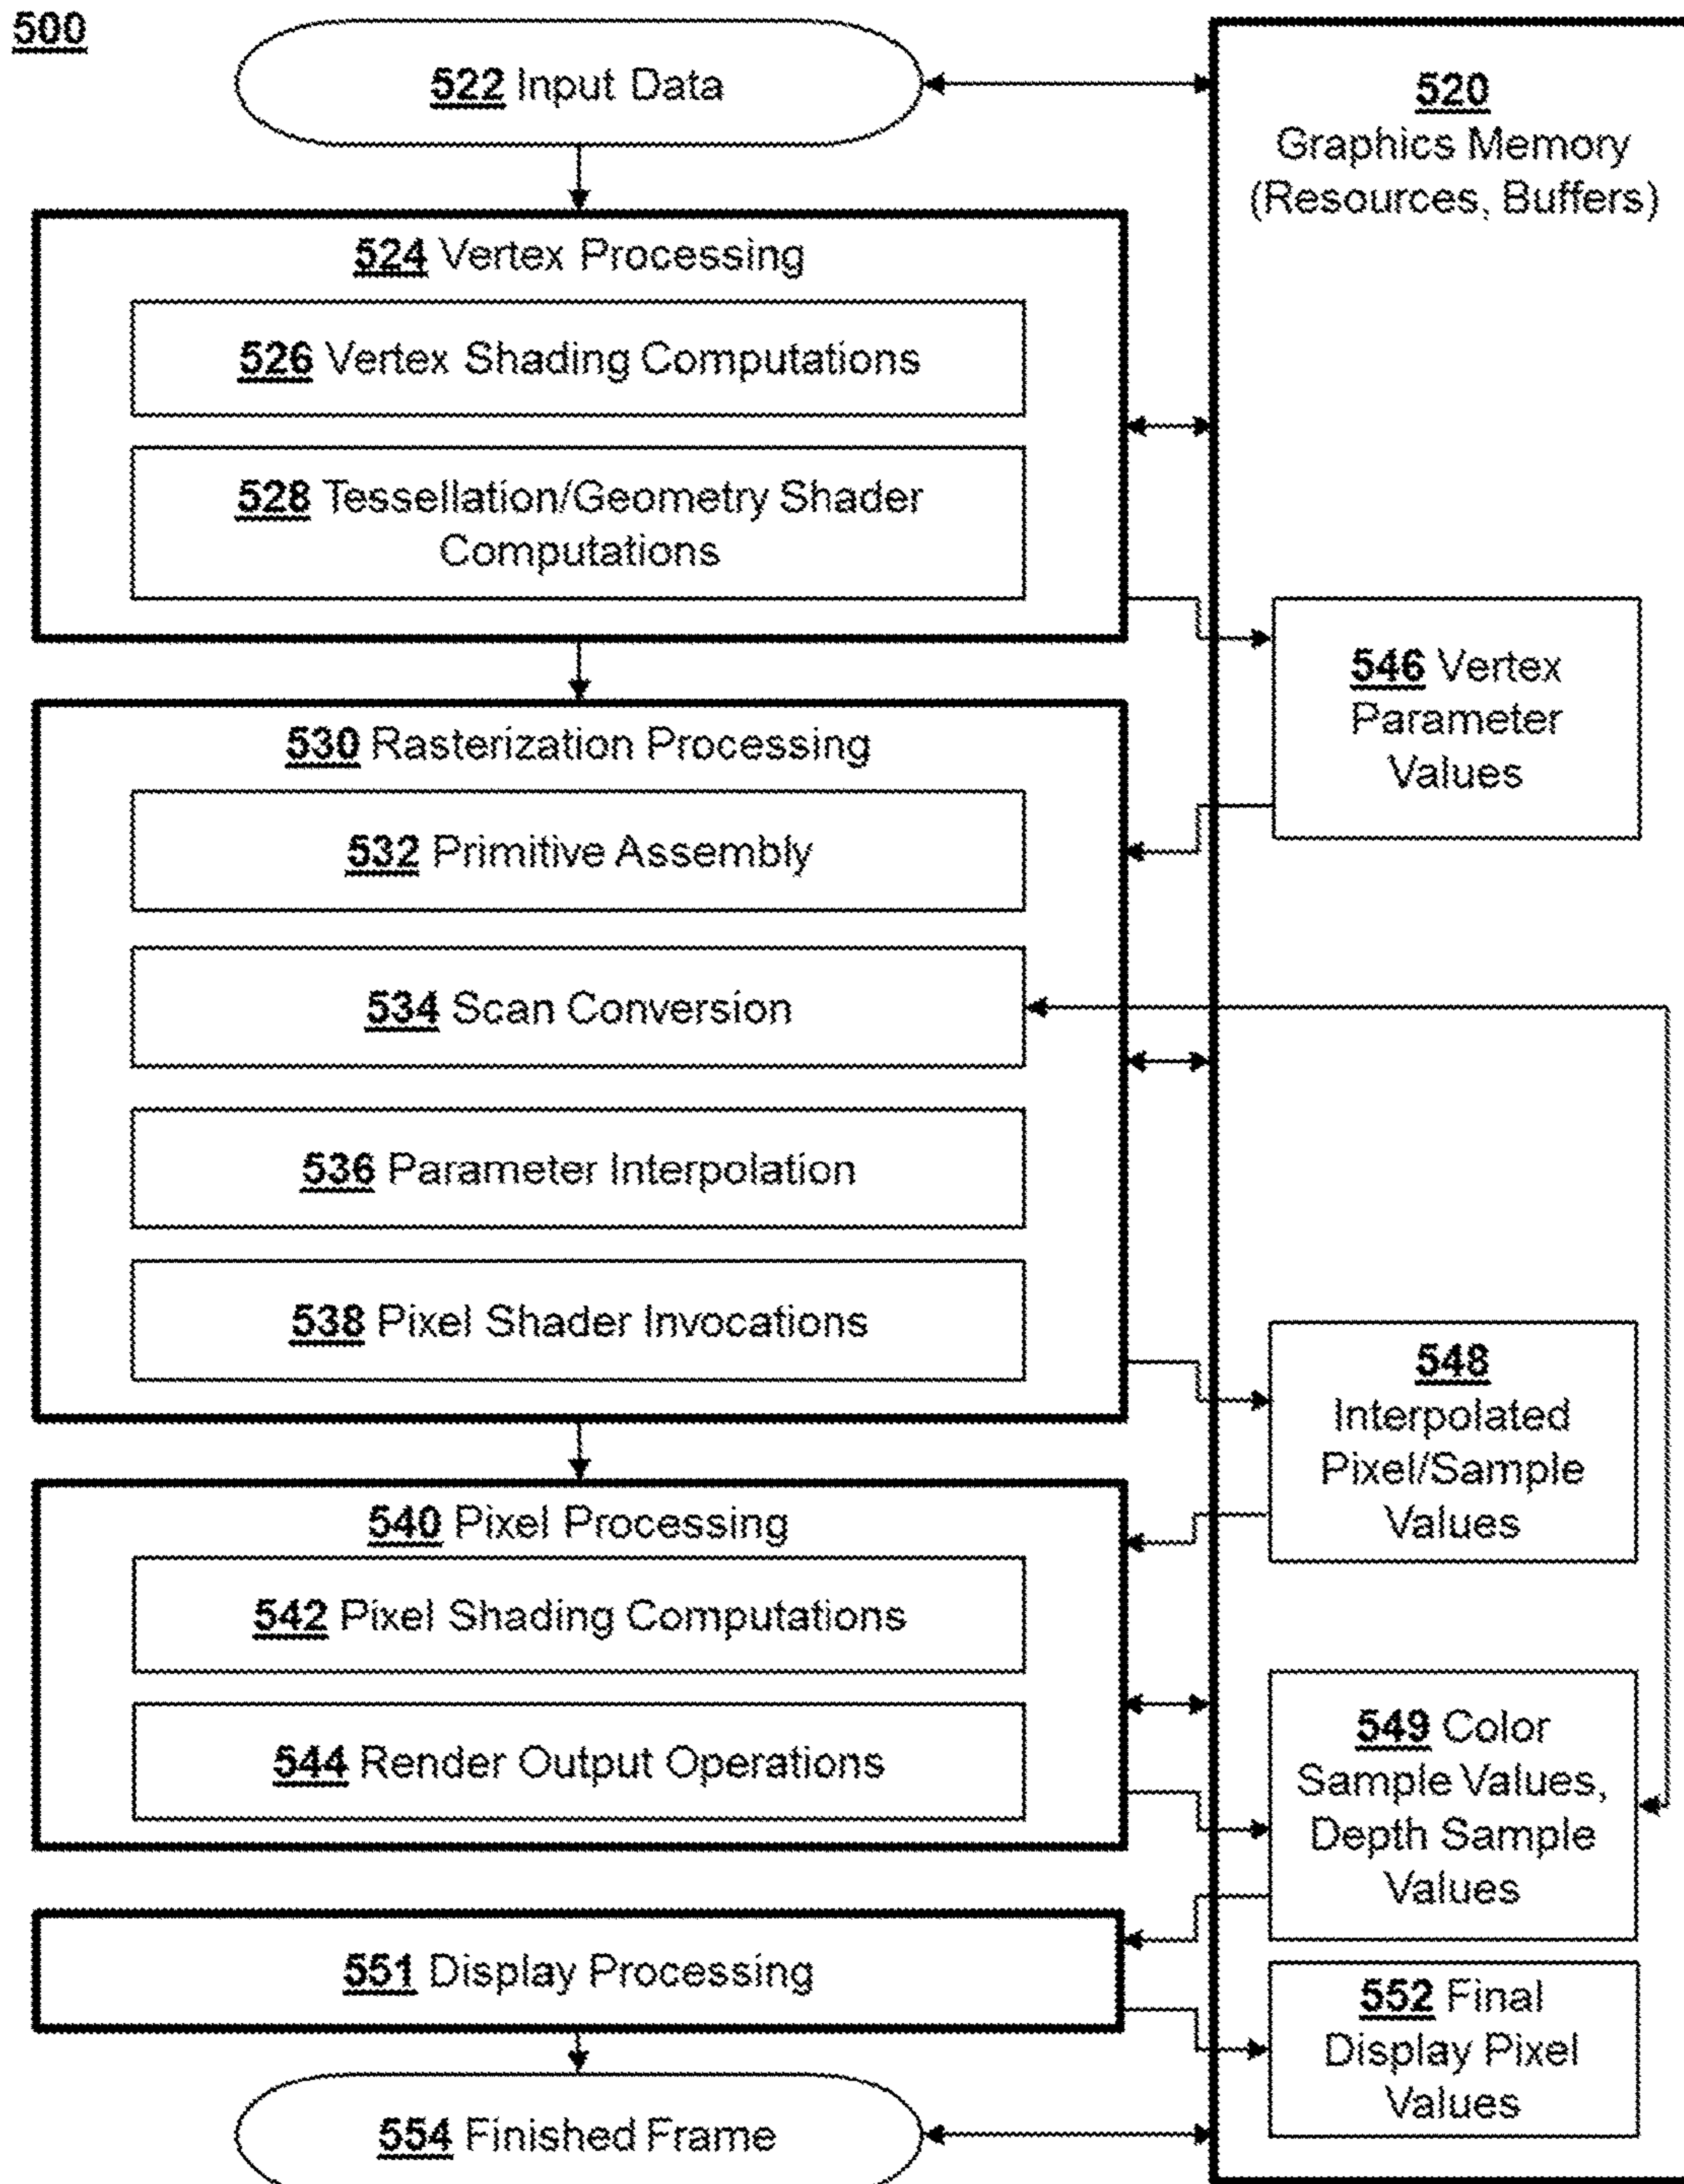 500
522 Input Data
520
Graphics Memory
(Resources, Buffers)
524 Vertex Processing
526 Vertex Shading Computations
528 Tessellation/Geometry Shader
Computations
546 Vertex
Parameter
Values
530 Rasterization Processing
532 Primitive Assembly
534 Scan Conversion
536 Parameter Interpolation
538 Pixel Shader Invocations
548
Interpolated
Pixel/Sample
Values
540 Pixel Processing
542 Pixel Shading Computations
544 Render Output Operations
549 Color
Sample Values,
Depth Sample
Values
551 Display Processing
552 Final
Display Pixel
Values
554 Finished Frame